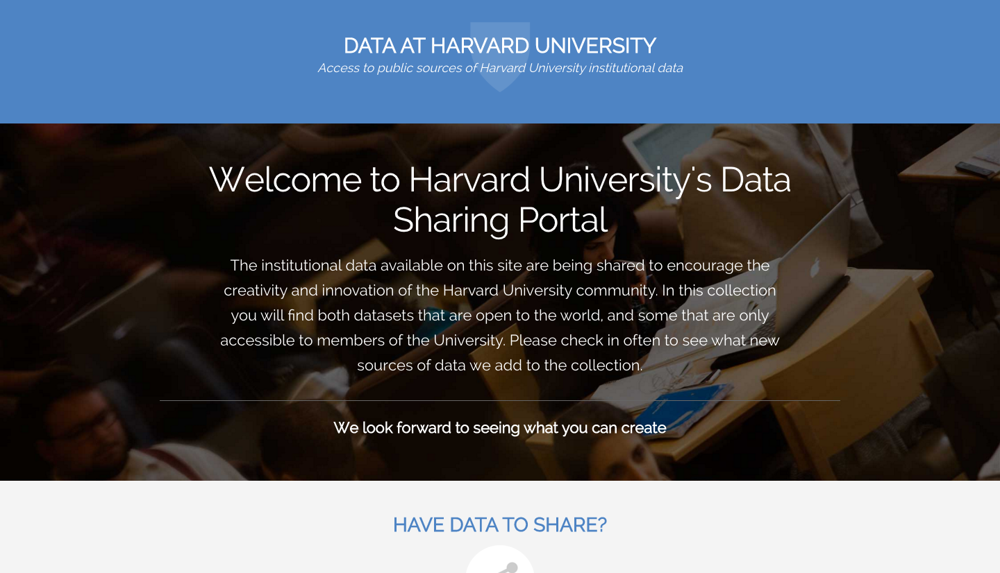 DATA AT HARVARD UNIVERSITY
Access to public sources of Harvard University institutional data
Welcome to Harvard University's Data
Sharing Portal
The institutional data available on this site are being shared to encourage the
creativity and innovation of the Harvard University community. In this collection
you will find both datasets that are open to the world, and some that are only
accessible to members of the University. Please check in often to see what new
sources of data we add to the collection.
We look forward to seeing what you can create
HAVE DATA TO SHARE?